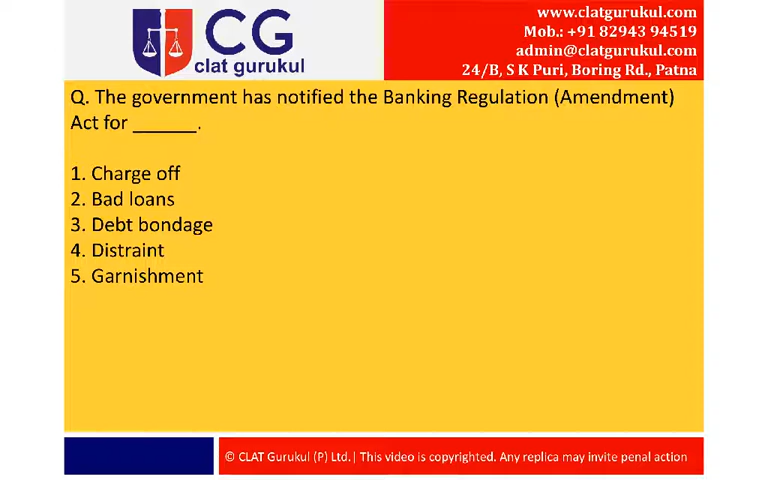 CG
clat gurukul
www.clatgurukul.com
Mob.: +91 82943 94519
admin@clatgurukul.com
24/B, S K Puri, Boring Rd., Patna
Q. The government has notified the Banking Regulation (Amendment)
Act for ______.
1. Charge off
2. Bad loans
3. Debt bondage
4. Distraint
5. Garnishment
© CLAT Gurukul (P) Ltd.| This video is copyrighted. Any replica may invite penal action